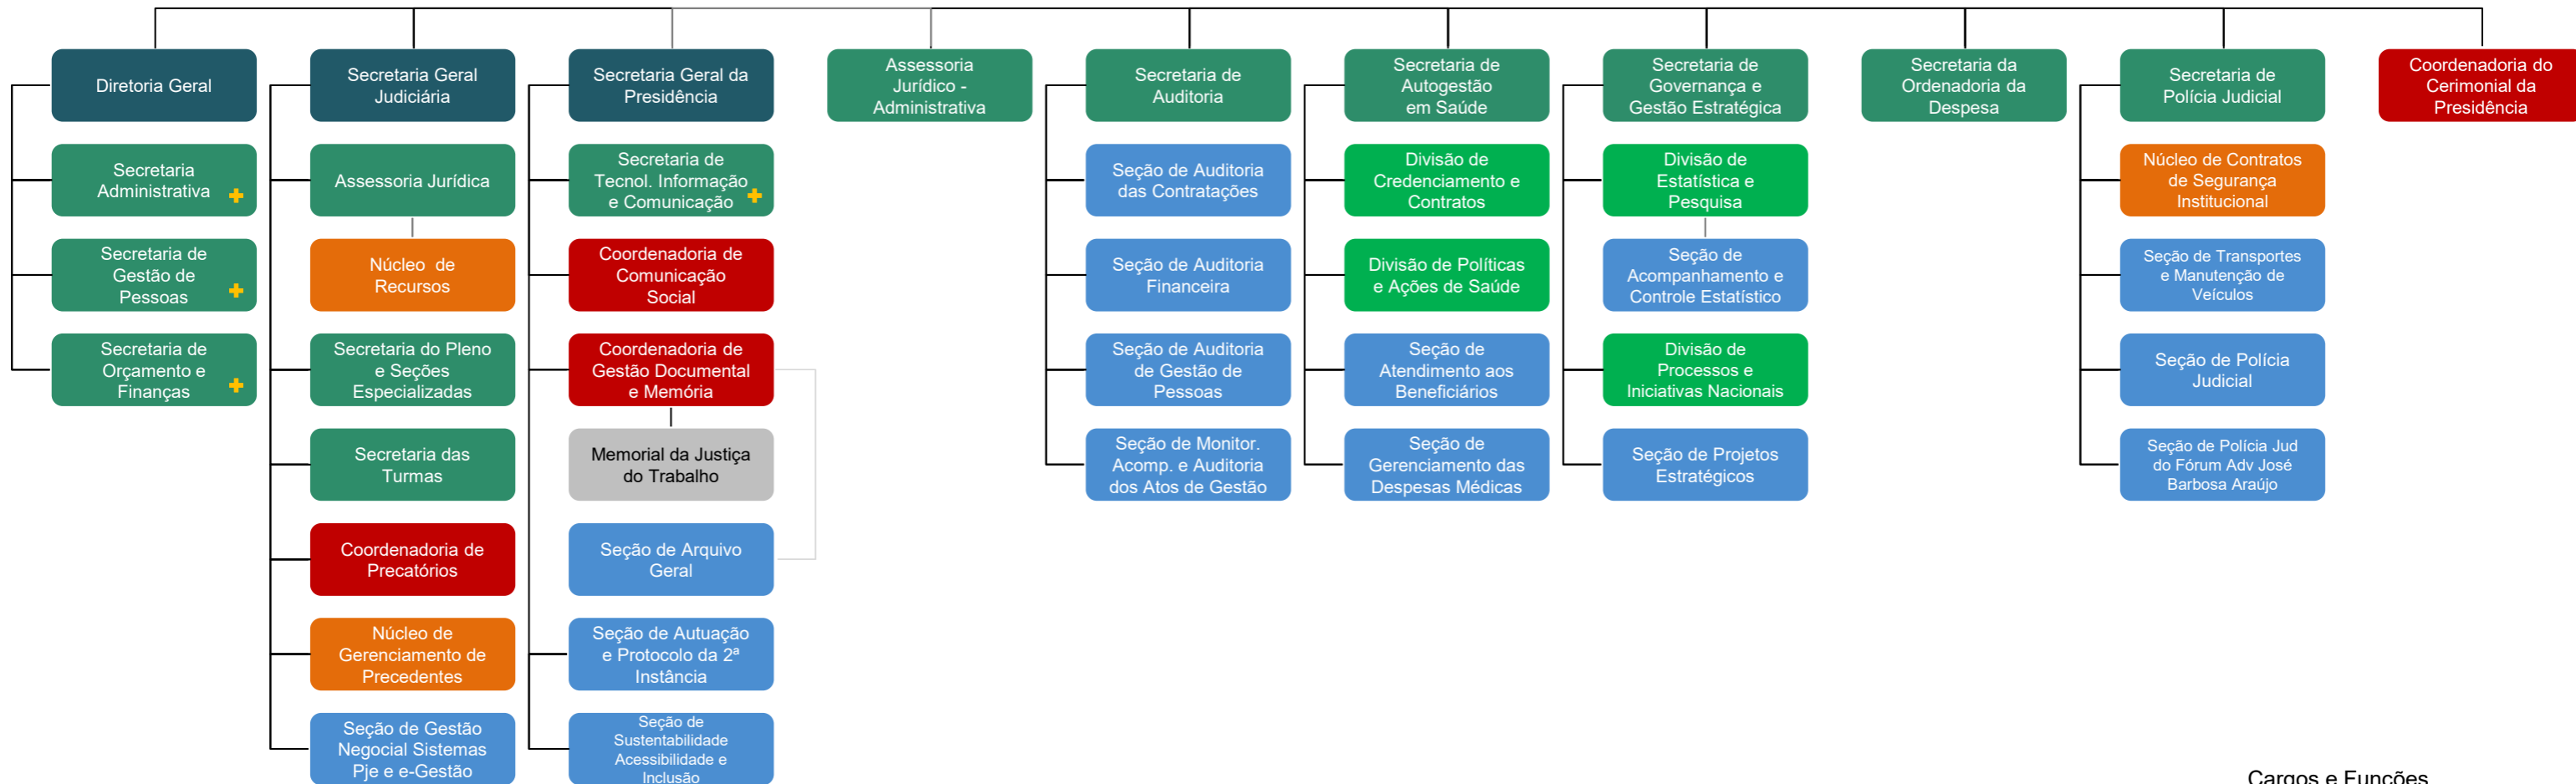 Diretoria Geral
Secretaria Geral
Judiciária
Secretaria Geral da
Presidência
Assessoria
Jurídico -
Administrativa
Secretaria de
Auditoria
Secretaria de
Autogestão
em Saúde
Secretaria de
Governança e
Gestão Estratégica
Secretaria da
Ordenadoria da
Despesa
Secretaria de
Polícia Judicial
Coordenadoria do
Cerimonial da
Presidência
Secretaria
Administrativa
Secretaria de
Gestão de
Pessoas
Secretaria de
Orçamento e
Finanças
Assessoria Jurídica
Núcleo de
Recursos
Secretaria do Pleno
e Seções
Especializadas
Secretaria das
Turmas
Coordenadoria de
Precatórios
Núcleo de
Gerenciamento de
Precedentes
Seção de Gestão
Negocial Sistemas
Pje e e-Gestão
Secretaria de
Tecnol. Informação
e Comunicação
Coordenadoria de
Comunicação
Social
Coordenadoria de
Gestão Documental
e Memória
Memorial da Justiça
do Trabalho
Seção de Arquivo
Geral
Seção de Autuação
e Protocolo da 2ª
Instância
Seção de
Sustentabilidade
Acessibilidade e
Inclusão
Seção de Auditoria
das Contratações
Seção de Auditoria
Financeira
Seção de Auditoria
de Gestão de
Pessoas
Seção de Monitor.
Acomp. e Auditoria
dos Atos de Gestão
Divisão de
Credenciamento e
Contratos
Divisão de Políticas
e Ações de Saúde
Seção de
Atendimento aos
Beneficiários
Seção de
Gerenciamento das
Despesas Médicas
Divisão de
Estatística e
Pesquisa
Seção de
Acompanhamento e
Controle Estatístico
Divisão de
Processos e
Iniciativas Nacionais
Seção de Projetos
Estratégicos
Núcleo de Contratos
de Segurança
Institucional
Seção de Transportes
e Manutenção de
Veículos
Seção de Polícia
Judicial
Seção de Polícia Jud
do Fórum Adv José
Barbosa Araújo
Cargos e Funções